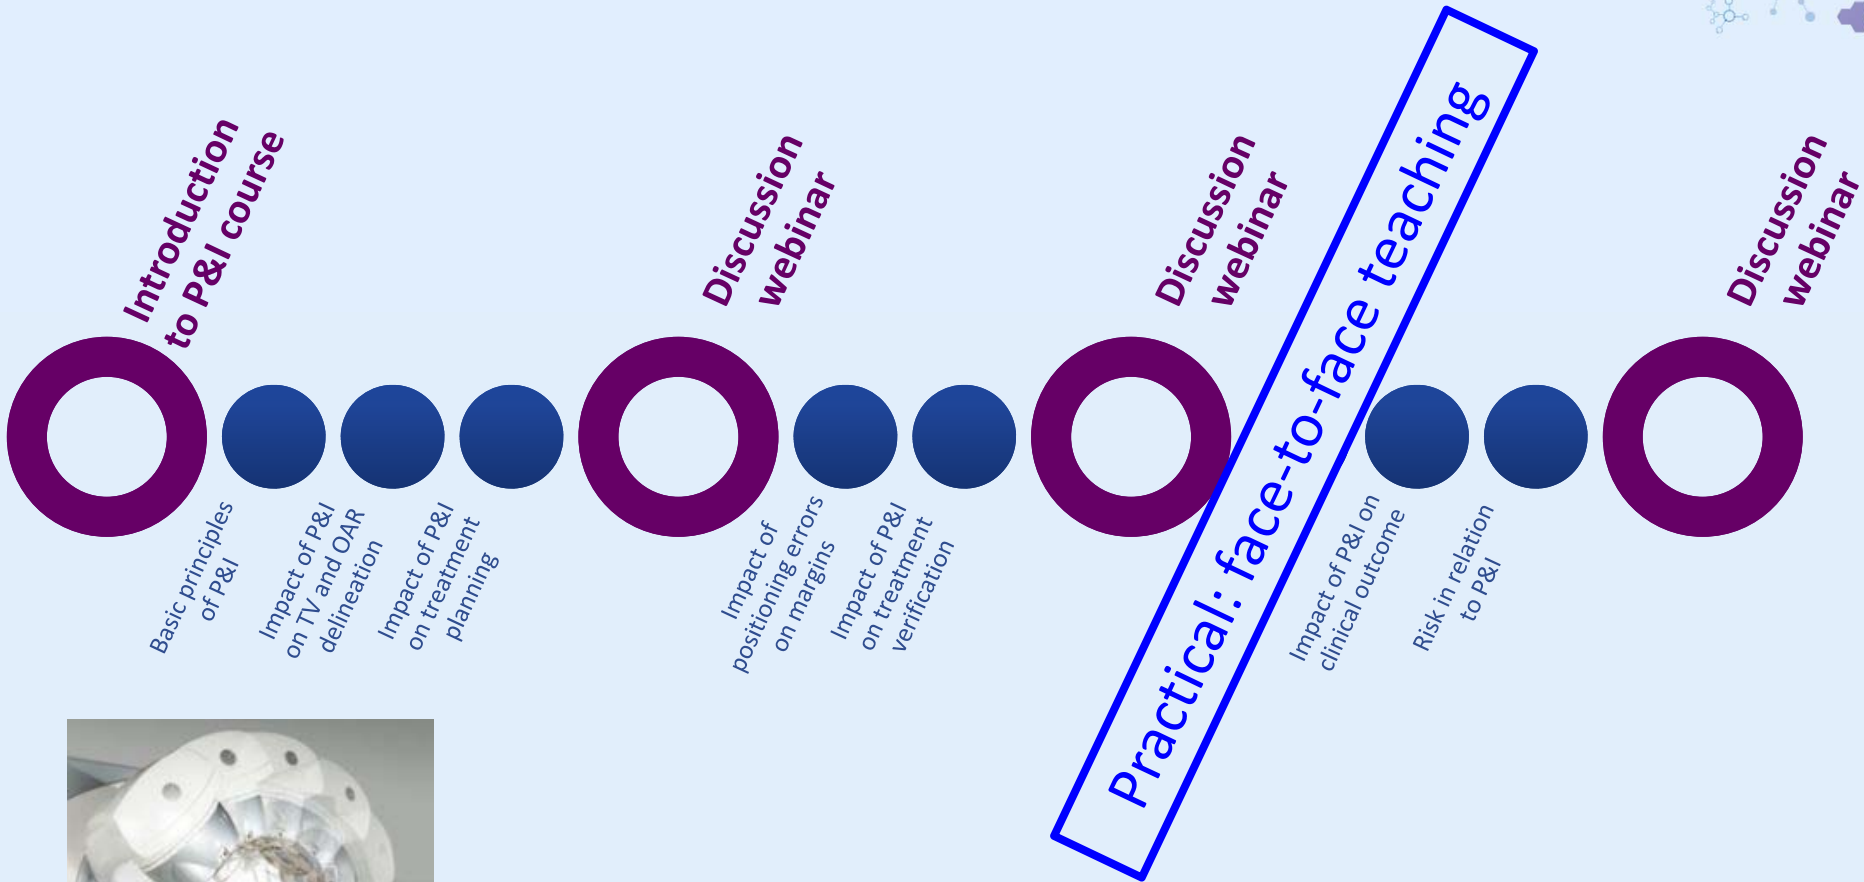 Introduction
to P&I course
Basic principles
of P&I
Impact of P&I
on TV and OAR
delineation
Impact of P&I
on treatment
planning
Discussion
webinar
Impact of
positioning errors
on margins
Impact of P&I
on treatment
verification
Discussion
webinar
Practical: face-to-face teaching
Impact of P&I on
clinical outcome
Risk in relation
to P&I
Discussion
webinar